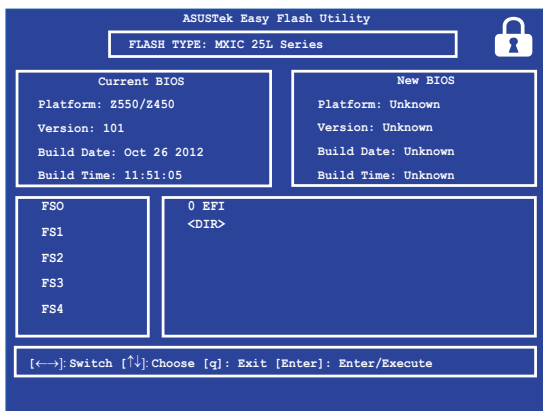 ASUSTek Easy Flash Utility
FLASH TYPE: MXIC 25L Series
Current BIOS
Platform: Z550/Z450
Version: 101
Build Date: Oct 26 2012
Build Time: 11:51:05
New BIOS
Platform: Unknown
Version: Unknown
Build Date: Unknown
Build Time: Unknown
FSO
FS1
FS2
FS3
FS4
0 EFI
<DIR>
[←→]: Switch [↑↓]: Choose [q]: Exit [Enter]: Enter/Execute